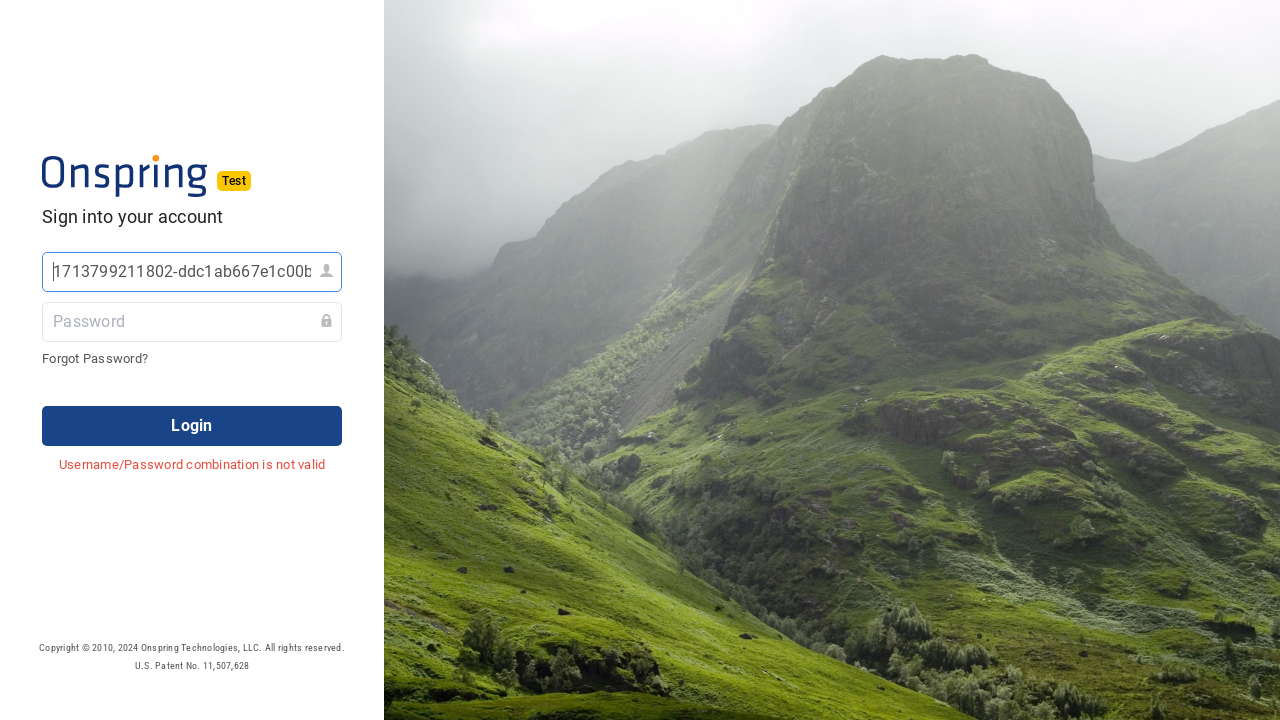 Onspring Test
Sign into your account
1713799211802-ddc1ab667e1c00b
Password
Forgot Password?
Login
Username/Password combination is not valid
Copyright © 2010, 2024 Onspring Technologies, LLC. All rights reserved.
U.S. Patent No. 11,507,628